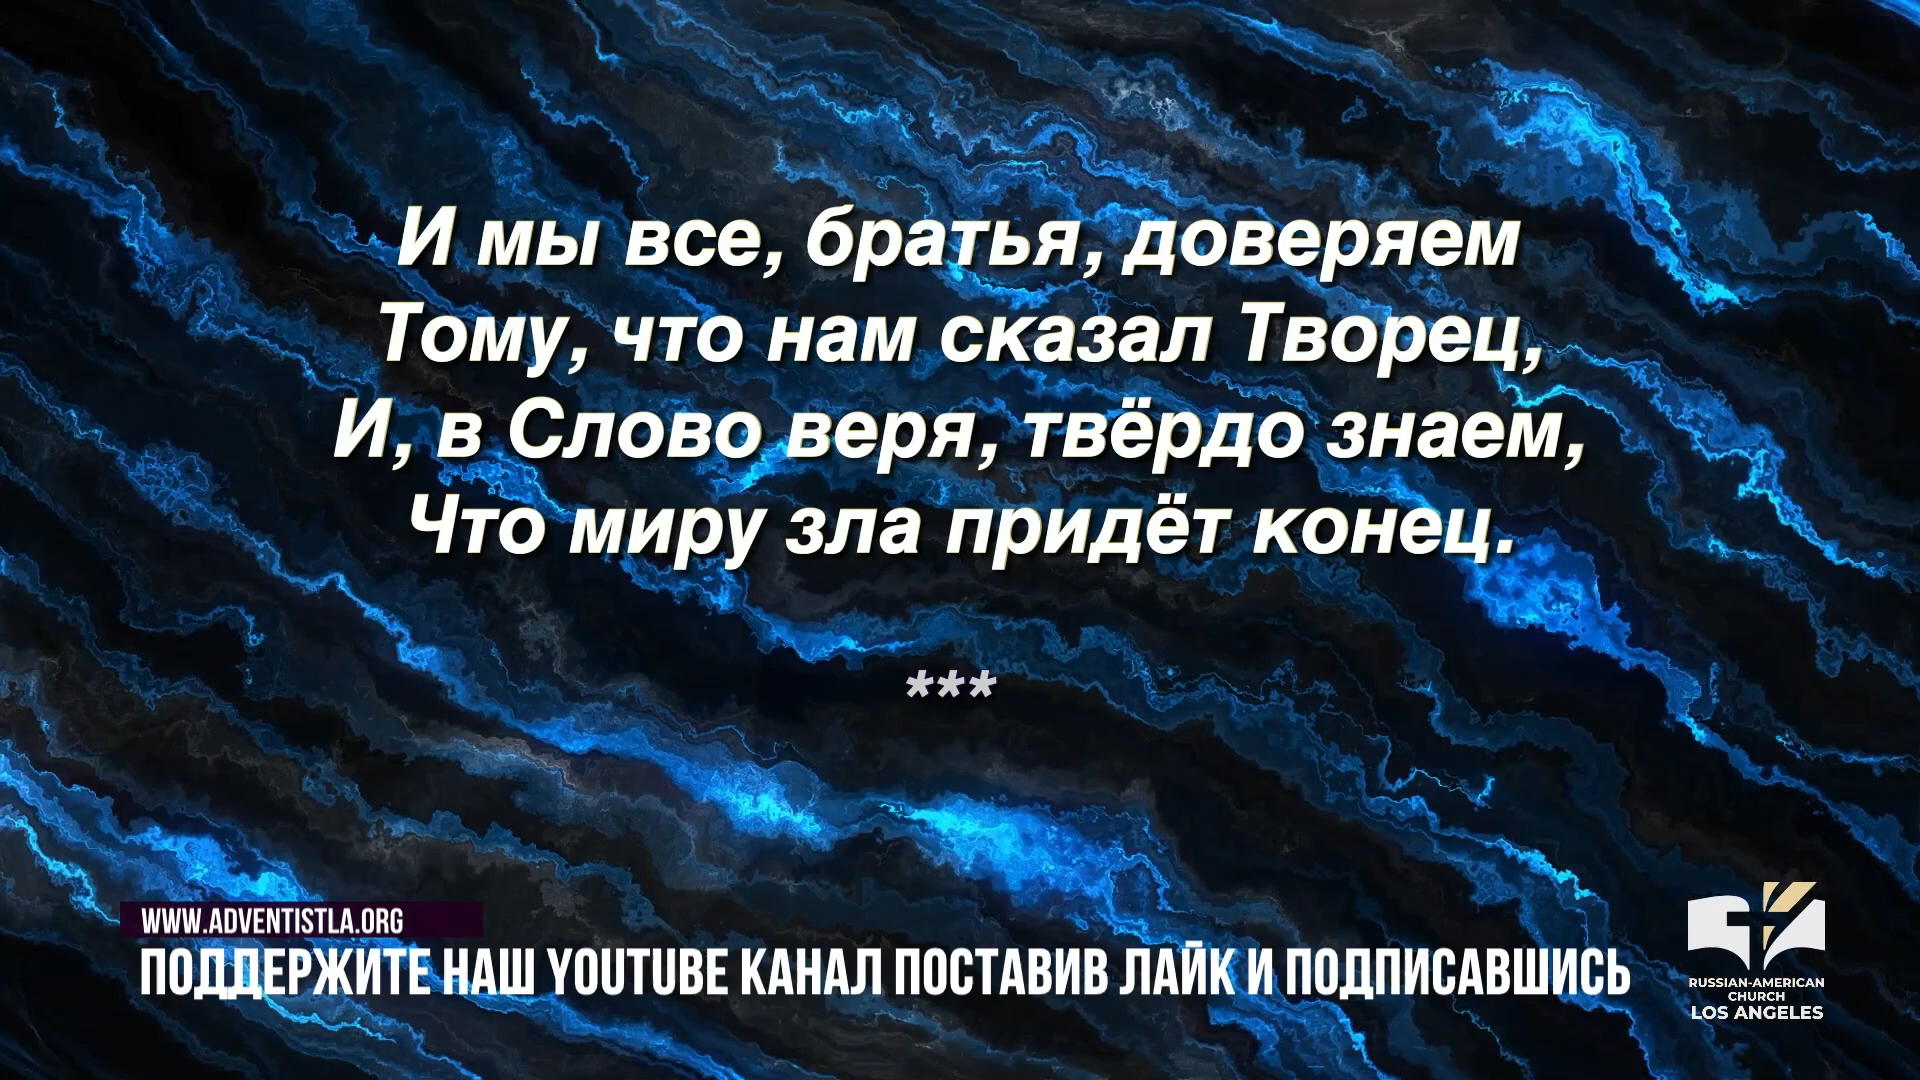 И мы все, братья, доверяем
Тому, что нам сказал Творец,
И, в Слово веря, твёрдо знаем,
Что миру зла придёт конец.
***
WWW.ADVENTISTLA.ORG
ПОДДЕРЖИТЕ НАШ YOUTUBE КАНАЛ ПОСТАВИВ ЛАЙК И ПОДПИСАВШИСЬ
RUSSIAN-AMERICAN
CHURCH
LOS ANGELES